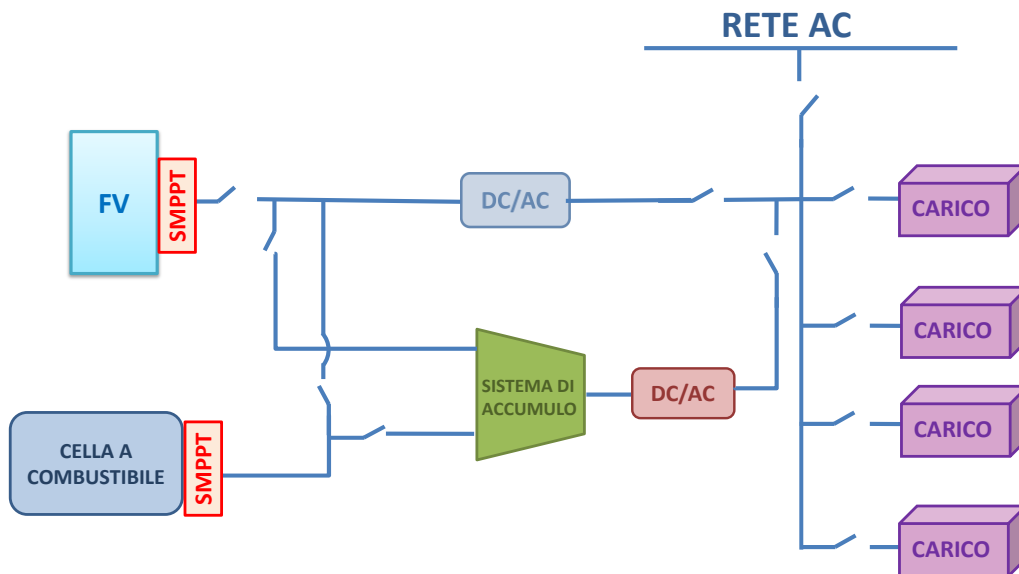 RETE AC
FV
SMPPT
DC/AC
CARICO
CARICO
SISTEMA DI
ACCUMULO
DC/AC
CARICO
CELLA A
COMBUSTIBILE
SMPPT
CARICO